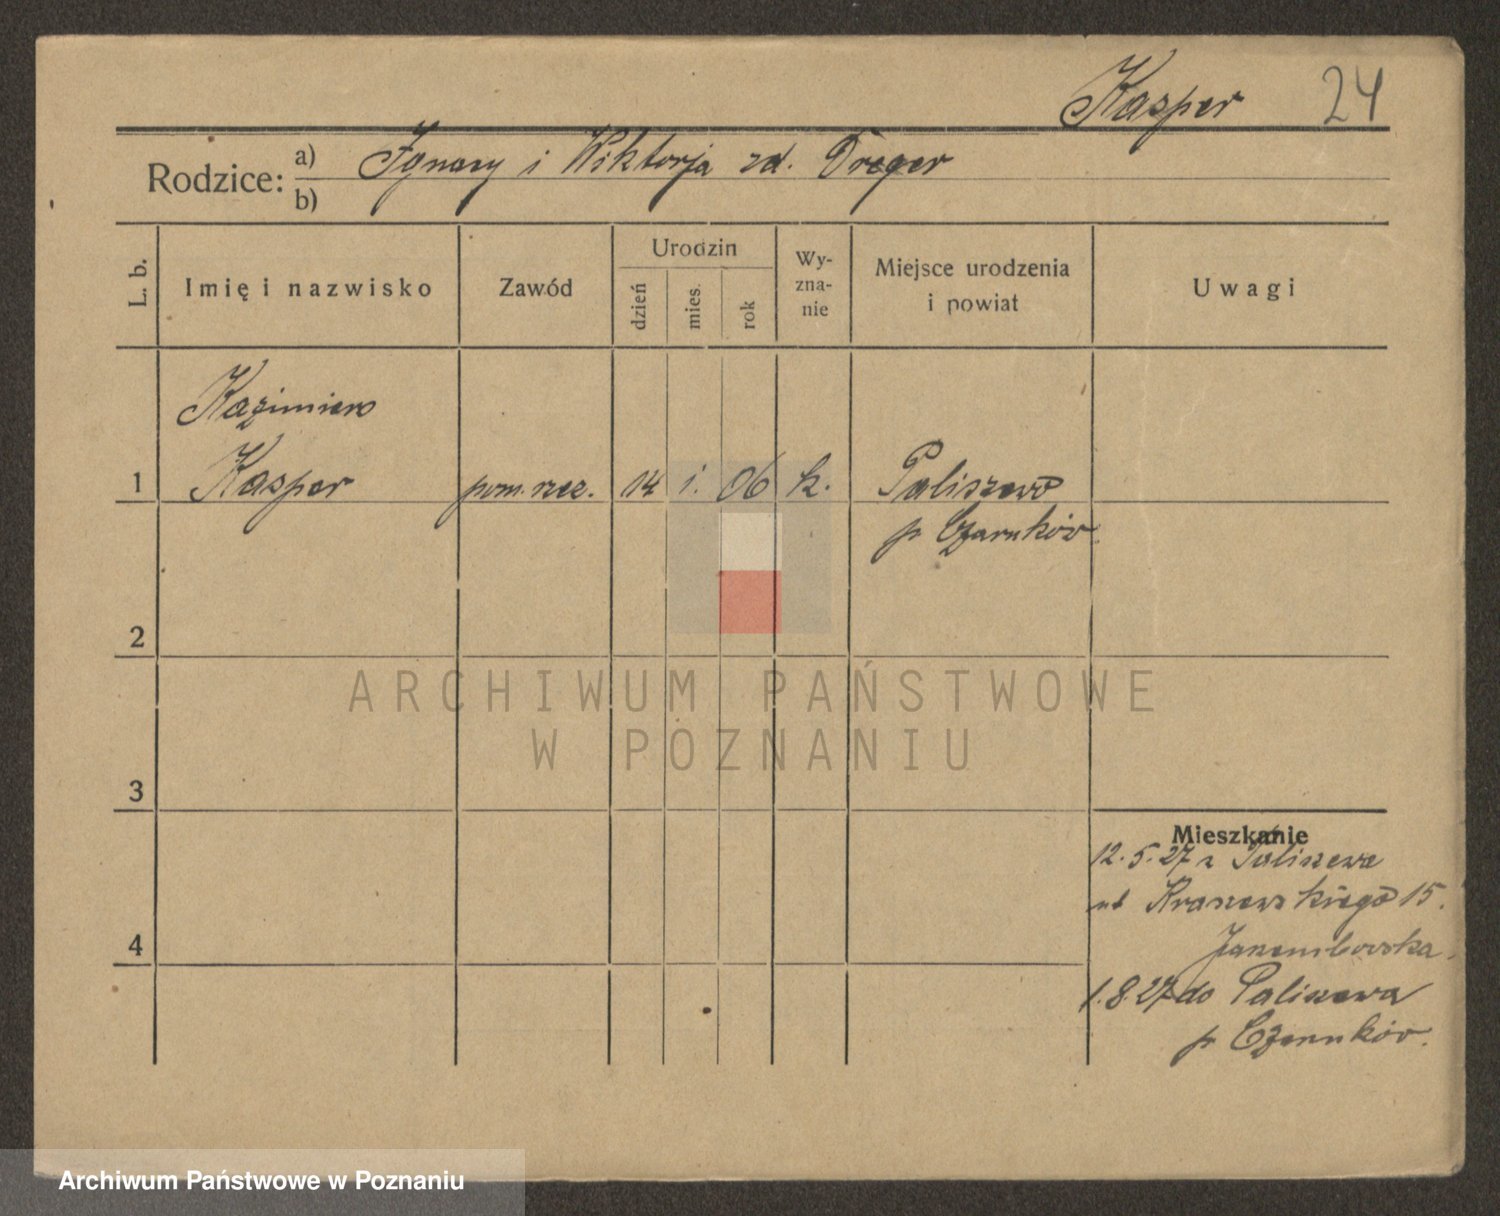 Kasper 24
Rodzice: a) Ignacy i Wiktorja zd. Dreger
b)
L. b. Imię i nazwisko Zawód Urodzin dzień mies. rok Wy-zna-nie Miejsce urodzenia i powiat Uwagi
Kazimierz
1 Kasper pom. rzez. 14 1. 06 k. Paliszewo
p Czarnków.
2
ARCHIWUM PAŃSTWOWE
W POZNANIU
3
Mieszkanie
12. 5. 27 z Paliszewa
ul Kraszewskiego 15.
4
1. 8. 27 do Paliszewa
p Czarnków.
Archiwum Państwowe w Poznaniu